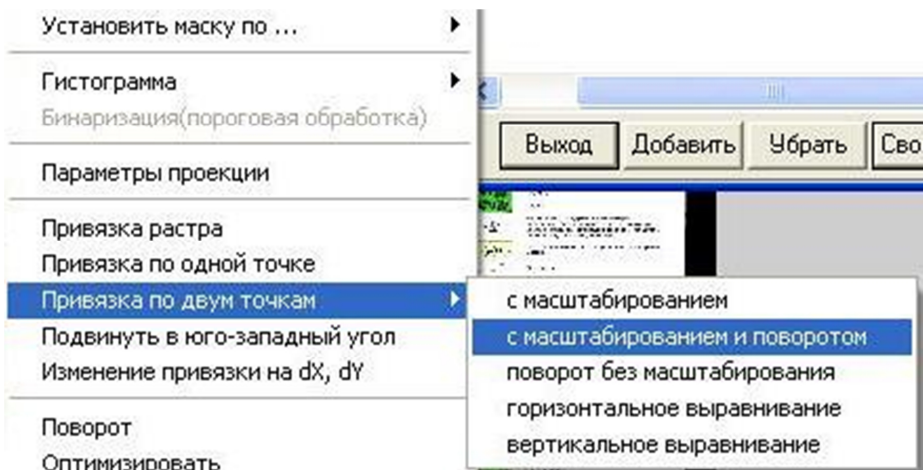 Установить маску по ...
Гистограмма
Бинаризация(пороговая обработка)
Параметры проекции
Привязка растра
Привязка по одной точке
Привязка по двум точкам
Подвинуть в юго-западный угол
Изменение привязки на dX, dY
Поворот
Оптимизировать
Выход
Добавить
Убрать
Сво
с масштабированием
с масштабированием и поворотом
поворот без масштабирования
горизонтальное выравнивание
вертикальное выравнивание